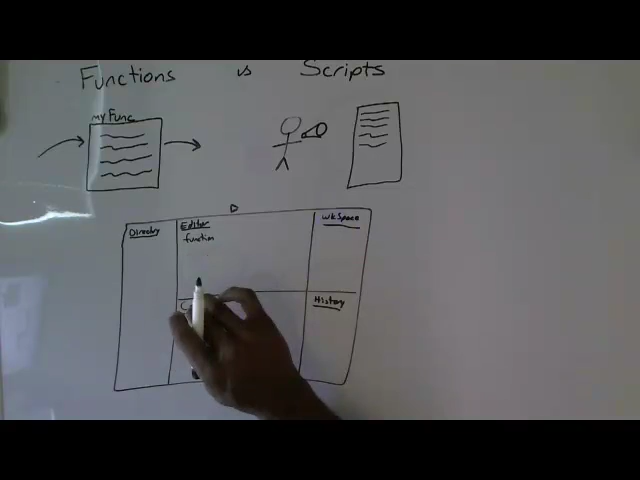 Functions vs Scripts
myFunc
Directory
Editor
function
WkSpace
History